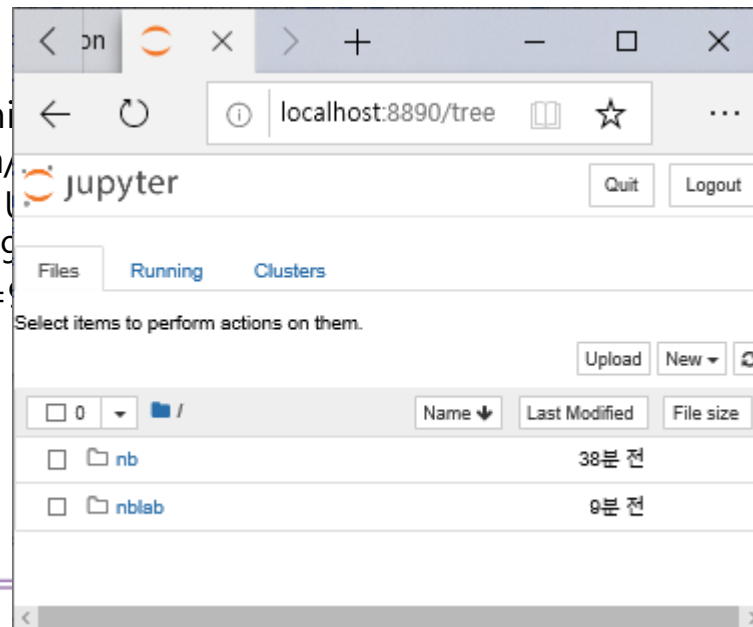 on
localhost:8890/tree
jupyter
Quit Logout
Files Running Clusters
Select items to perform actions on them.
Upload New
0 / Name Last Modified File size
nb 38분 전
nblab 9분 전